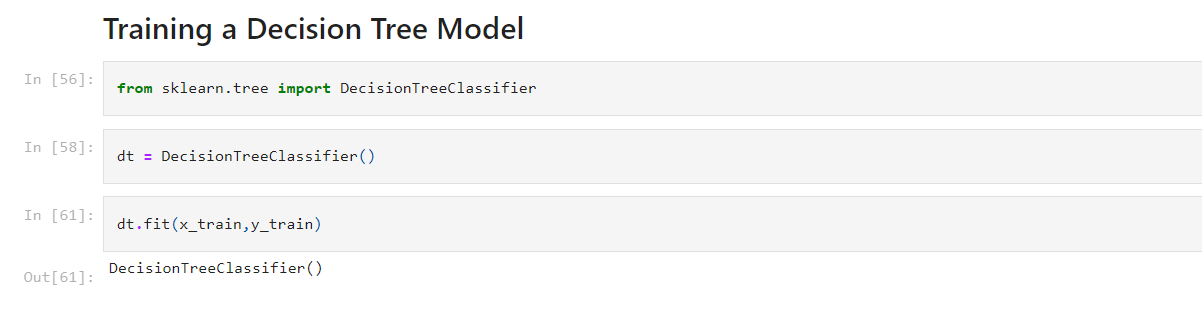 Training a Decision Tree Model
In [56]:
from sklearn.tree import DecisionTreeClassifier
In [58]:
dt = DecisionTreeClassifier()
In [61]:
dt.fit(x_train,y_train)
Out[61]:
DecisionTreeClassifier()